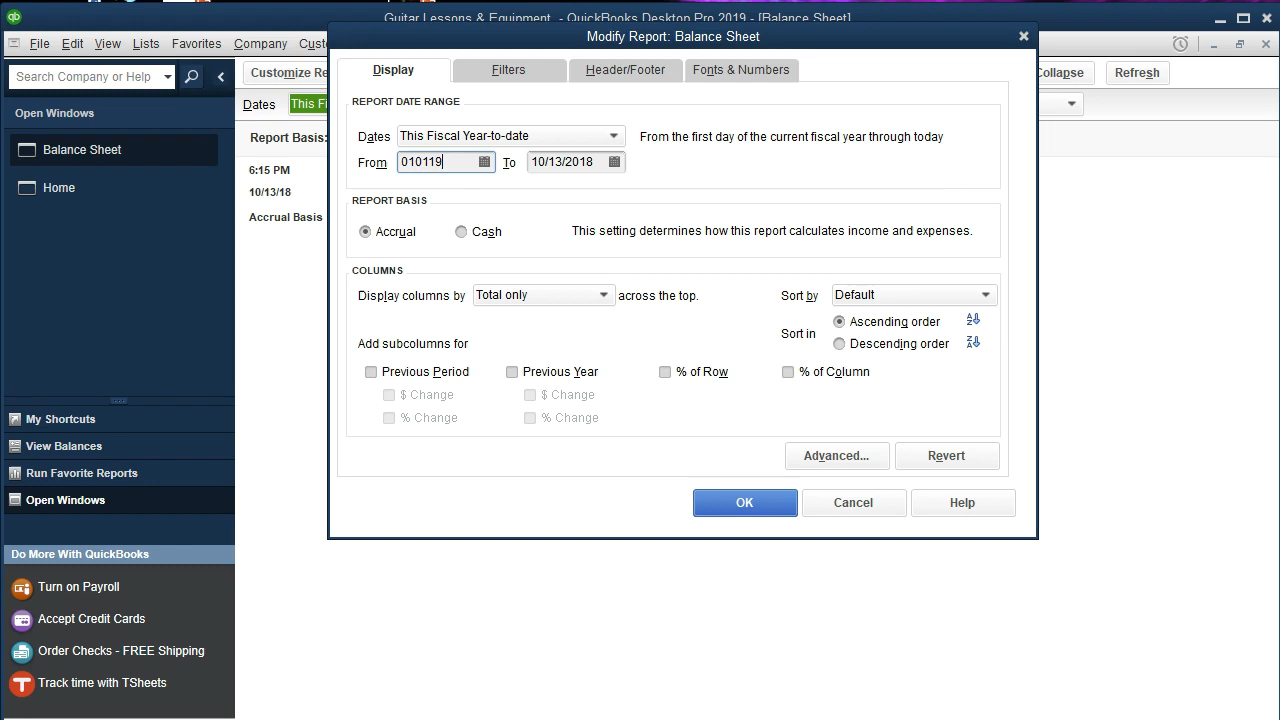 Guitar Lessons & Equipment - QuickBooks Desktop Pro 2019 - [Balance Sheet]
File Edit View Lists Favorites Company
Modify Report: Balance Sheet
Search Company or Help
Customize Re
Display Filters Header/Footer Fonts & Numbers
Collapse Refresh
Dates This Fi
Open Windows
Balance Sheet
Home
Report Basis:
6:15 PM
10/13/18
Accrual Basis
REPORT DATE RANGE
Dates This Fiscal Year-to-date From the first day of the current fiscal year through today
From 010119 To 10/13/2018
REPORT BASIS
Accrual Cash This setting determines how this report calculates income and expenses.
COLUMNS
Display columns by Total only across the top. Sort by Default
Sort in Ascending order
Descending order
Add subcolumns for
Previous Period Previous Year % of Row % of Column
$ Change $ Change
% Change % Change
Advanced... Revert
OK Cancel Help
My Shortcuts
View Balances
Run Favorite Reports
Open Windows
Do More With QuickBooks
Turn on Payroll
Accept Credit Cards
Order Checks - FREE Shipping
Track time with TSheets